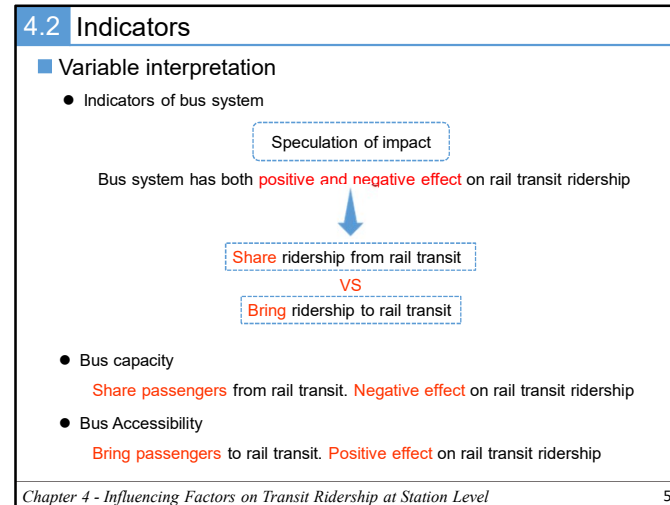 4.2 Indicators
Variable interpretation
Indicators of bus system
Speculation of impact
Bus system has both positive and negative effect on rail transit ridership
Share ridership from rail transit
VS
Bring ridership to rail transit
Bus capacity
Share passengers from rail transit. Negative effect on rail transit ridership
Bus Accessibility
Bring passengers to rail transit. Positive effect on rail transit ridership
Chapter 4 - Influencing Factors on Transit Ridership at Station Level 5